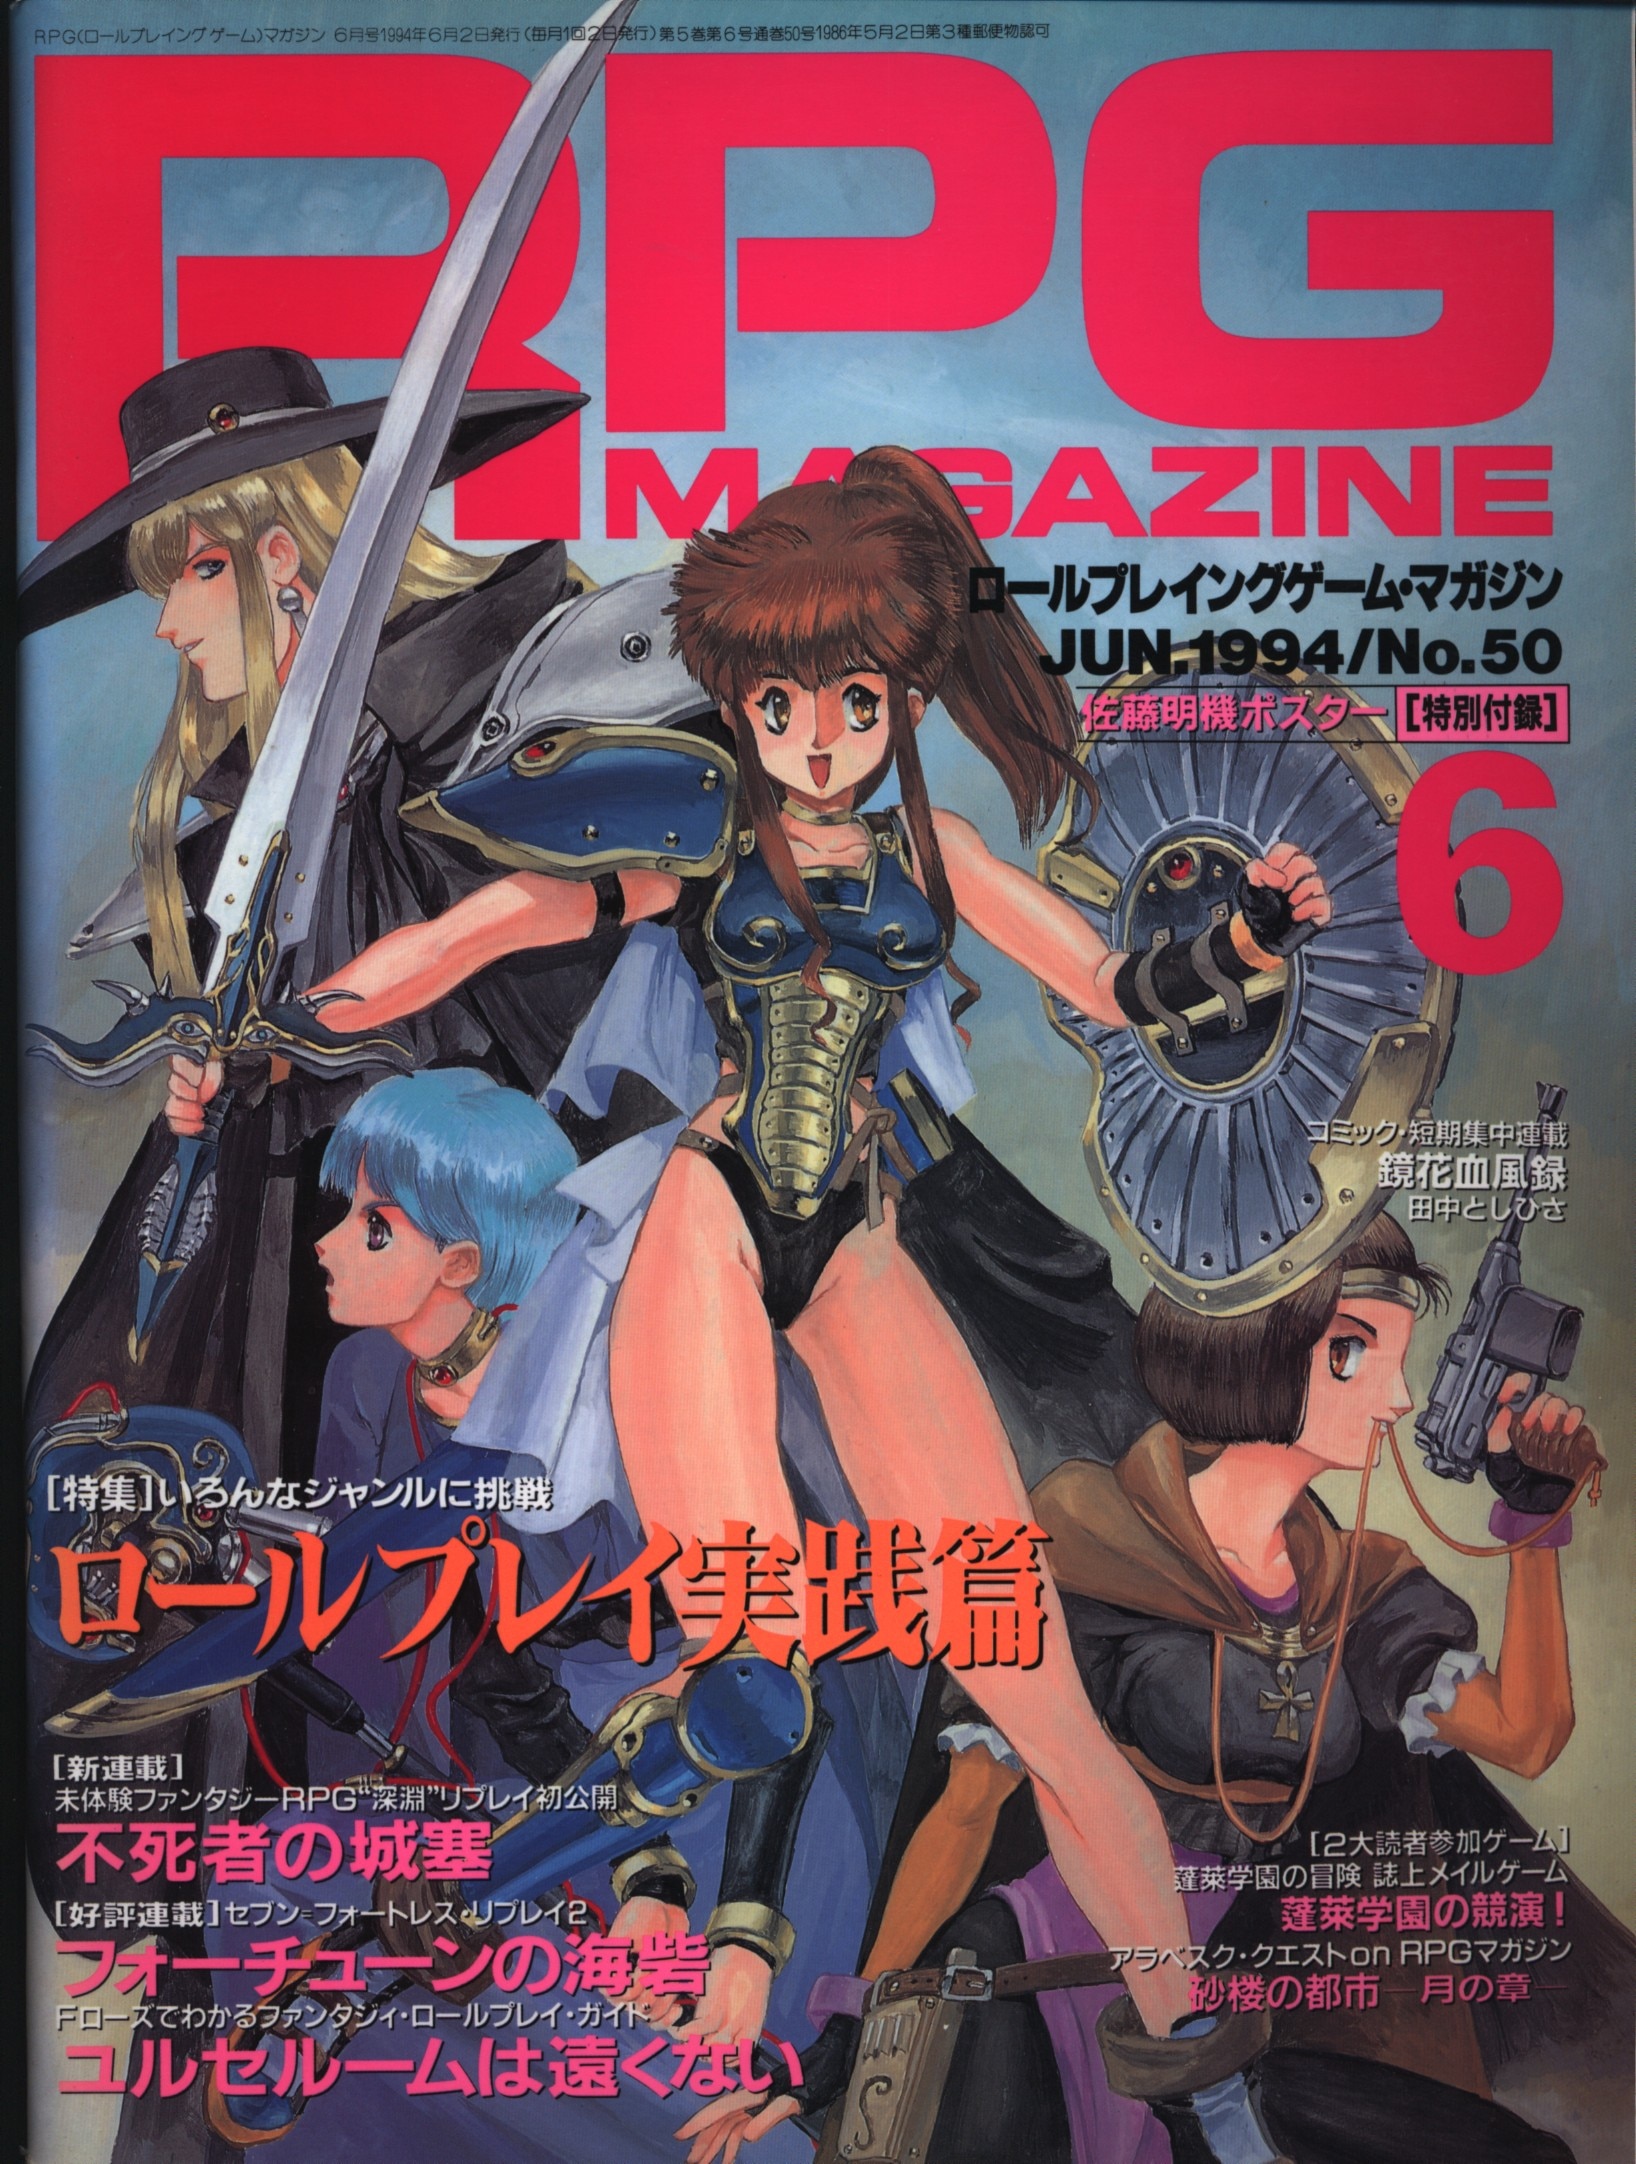 RPG(ロールプレイングゲーム)マガジン 6月号1994年6月2日発行(毎月1回2日発行)第5巻第6号通巻50号1986年5月2日第3種郵便物認可
RPG
MAGAZINE
ロールプレイングゲーム・マガジン
JUN.1994/No.50
佐藤明機ポスター[特別付録]
6
コミック・短期集中連載
鏡花血風録
田中としひさ
[特集]いろんなジャンルに挑戦
ロールプレイ実践篇
[新連載]
未体験ファンタジーRPG“深淵”リプレイ初公開
不死者の城塞
[好評連載]セブン=フォートレス・リプレイ2
フォーチューンの海砦
Fローズでわかるファンタジィ・ロールプレイ・ガイド
ユルセルームは遠くない
[2大読者参加ゲーム]
蓬萊学園の冒険 誌上メイルゲーム
蓬萊学園の競演!
アラベスク・クエストon RPGマガジン
砂楼の都市—月の章—